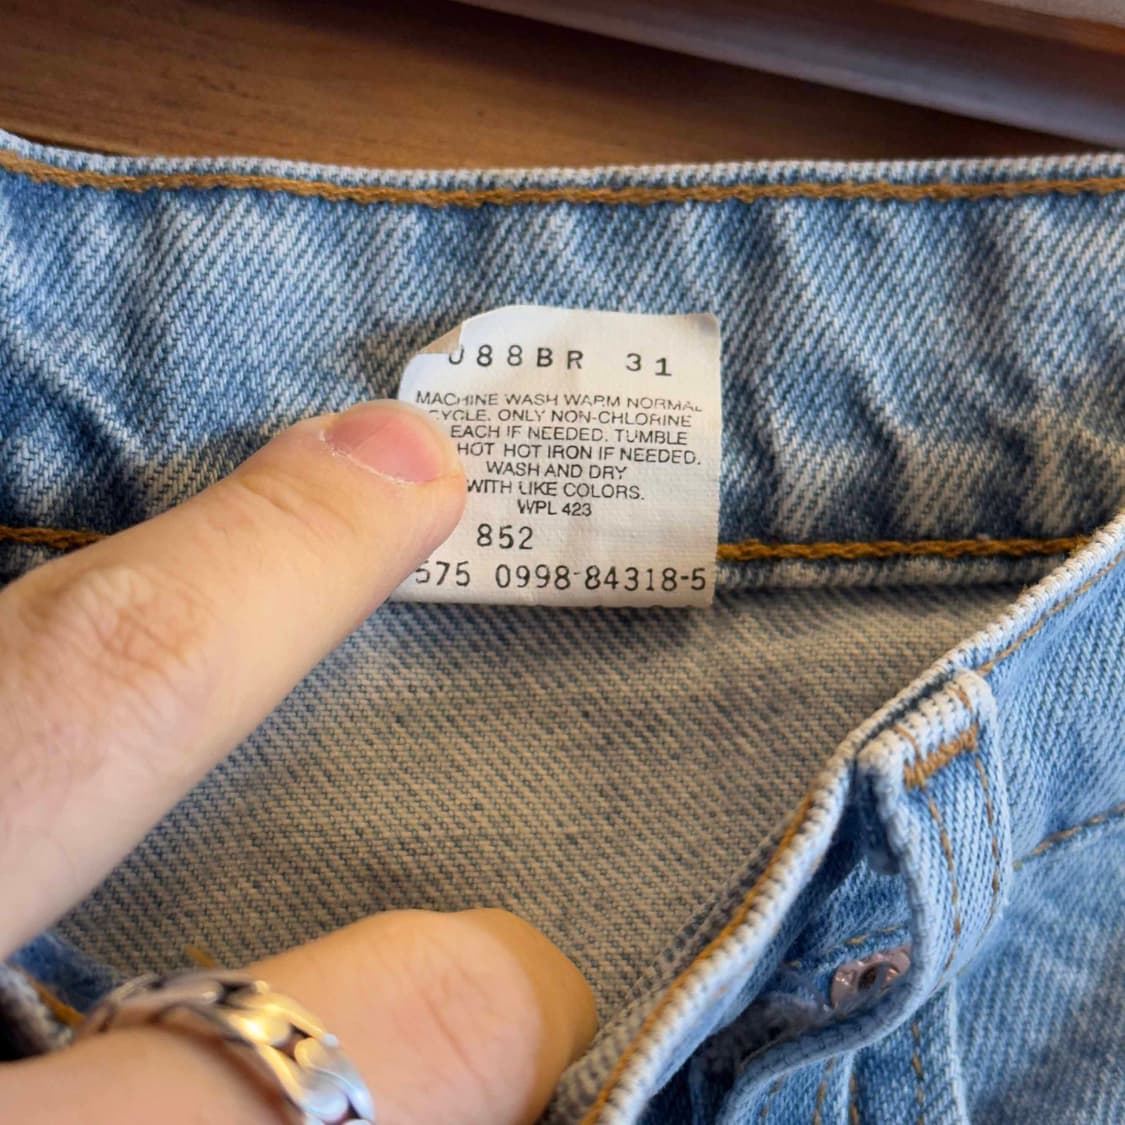 088BR 31
MACHINE WASH WARM NORMAL
CYCLE. ONLY NON-CHLORINE
EACH IF NEEDED. TUMBLE
HOT HOT IRON IF NEEDED.
WASH AND DRY
WITH LIKE COLORS.
WPL 423
852
575 0998-84318-5